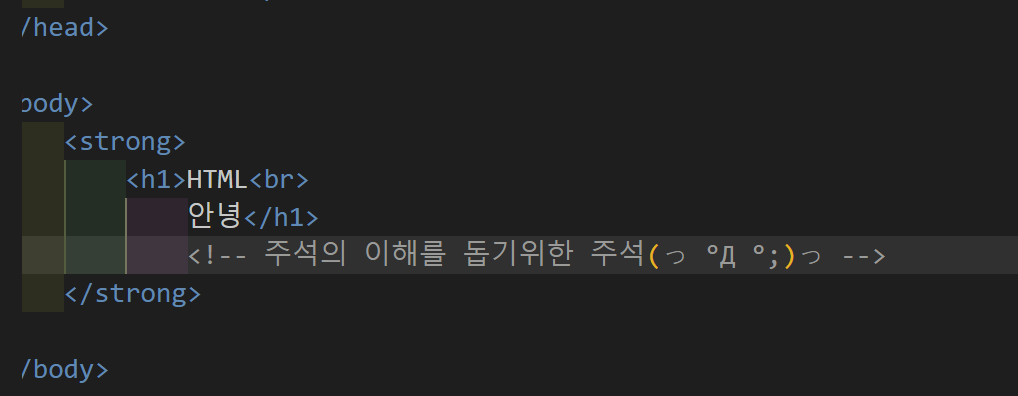 /head>
body>
<strong>
<h1>HTML<br>
안녕</h1>
<!-- 주석의 이해를 돕기위한 주석(っ °Д °;)っ -->
</strong>
/body>